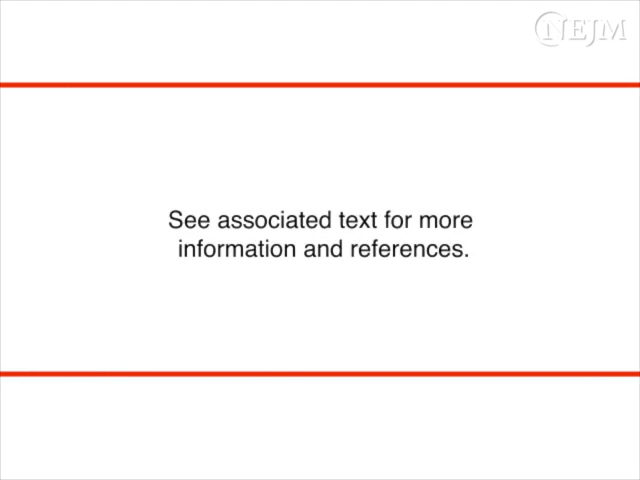 NEJM
See associated text for more
information and references.